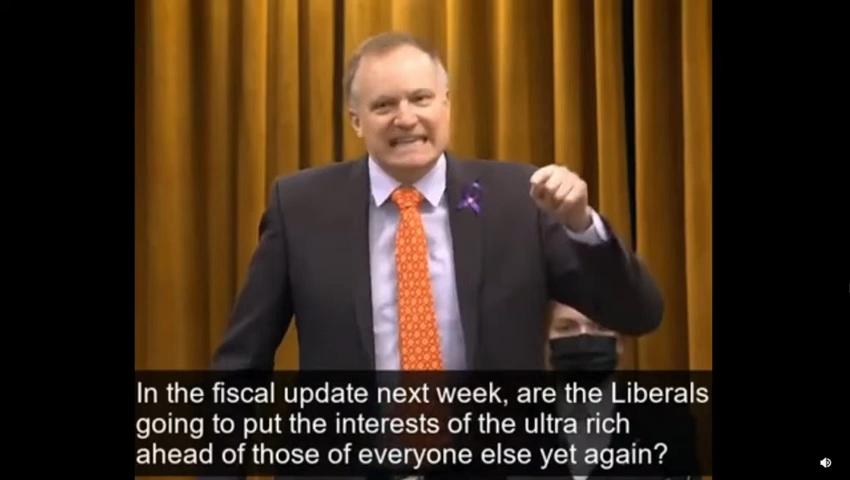 In the fiscal update next week, are the Liberals
going to put the interests of the ultra rich
ahead of those of everyone else yet again?